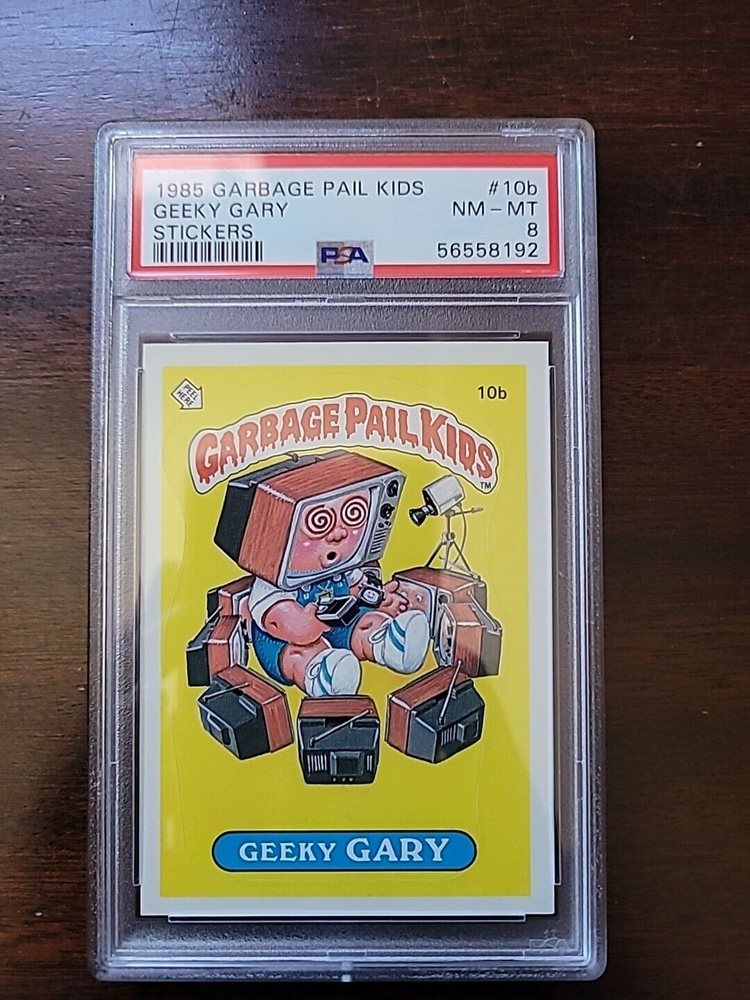 1985 GARBAGE PAIL KIDS #10b
GEEKY GARY NM - MT
STICKERS 8
PSA 56558192
PEEL
HERE
10b
GARBAGE PAIL KIDS
TM
GEEKY GARY